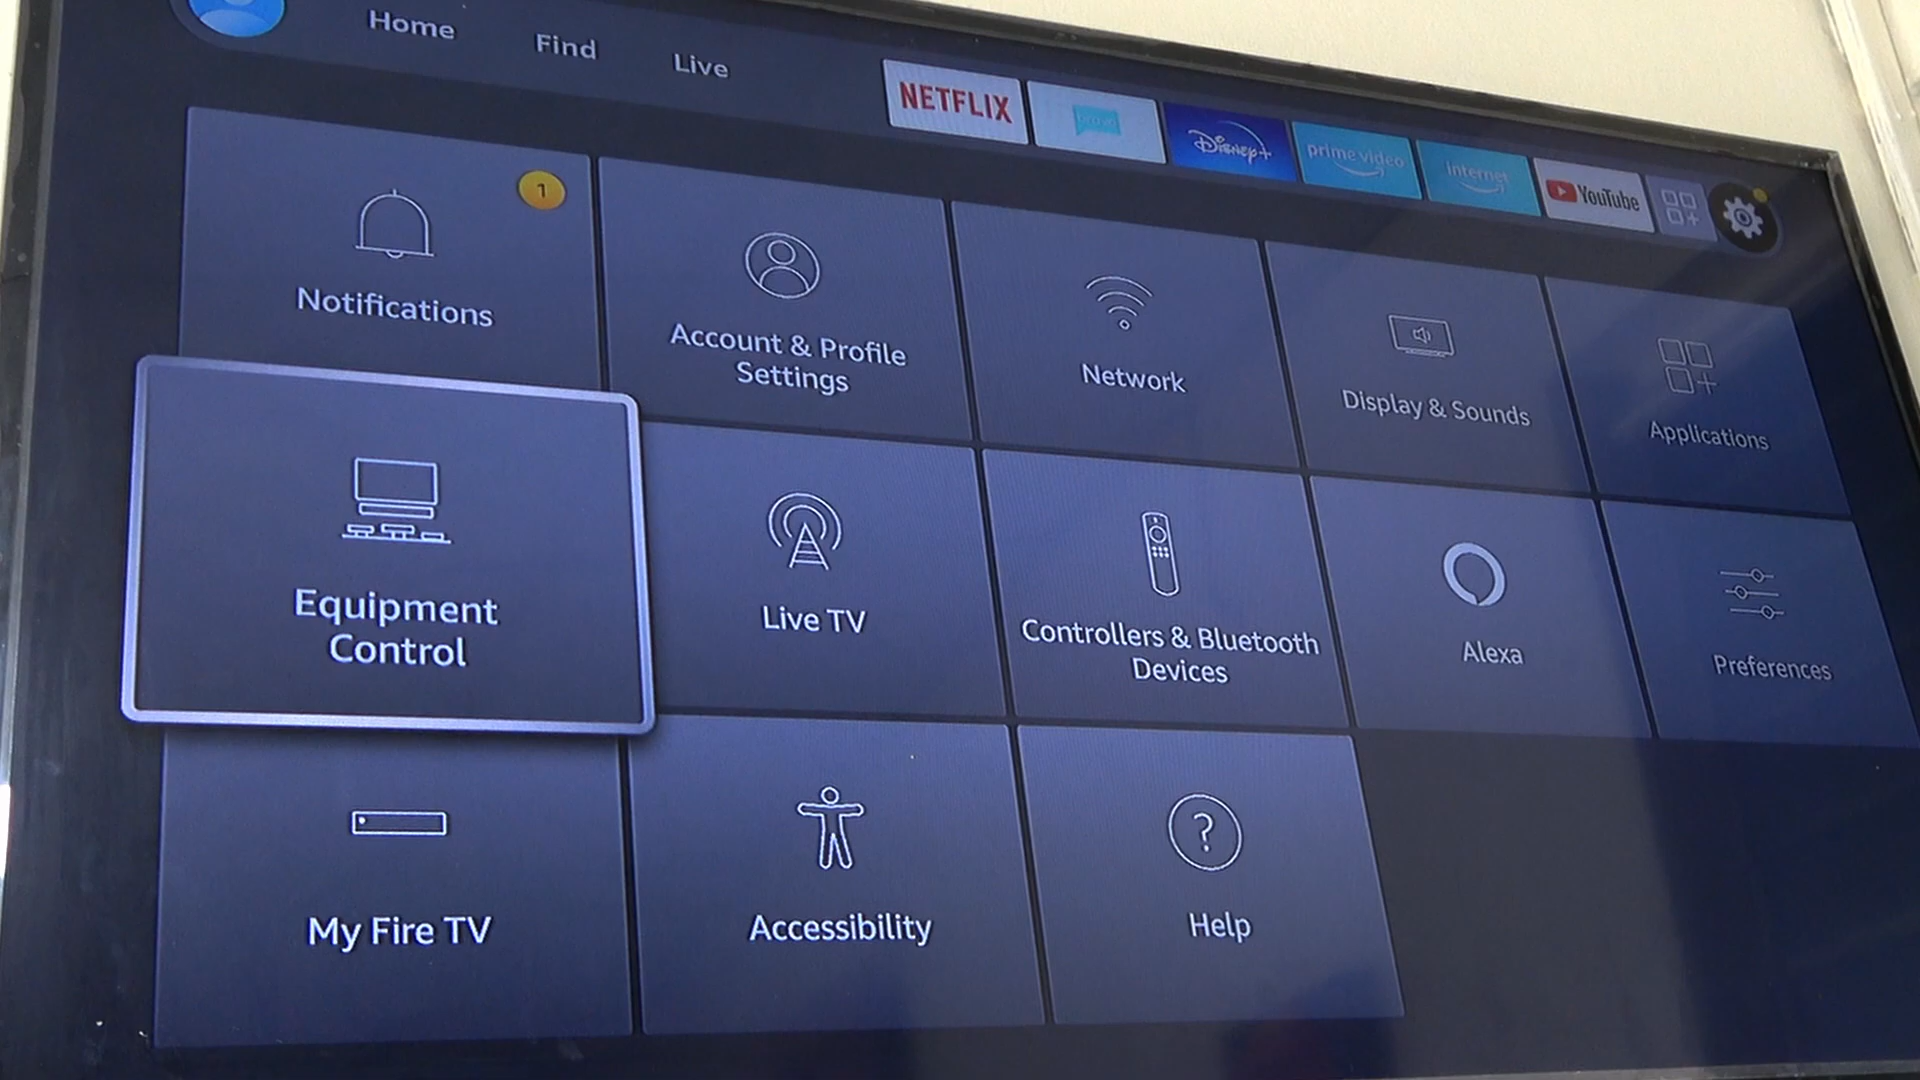 Home
Find
Live
NETFLIX
bravo
Disney+
prime video
internet
YouTube
1
Notifications
Account & Profile
Settings
Network
Display & Sounds
Applications
Equipment
Control
Live TV
Controllers & Bluetooth
Devices
Alexa
Preferences
My Fire TV
Accessibility
?
Help